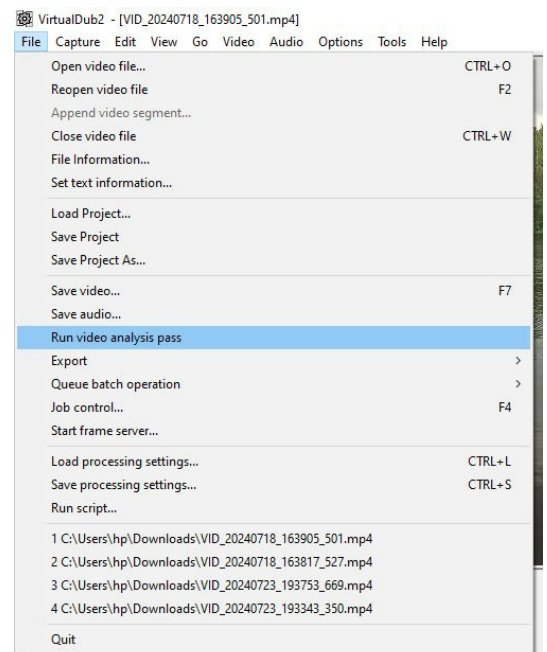 VirtualDub2 - [VID_20240718_163905_501.mp4]
File Capture Edit View Go Video Audio Options Tools Help
Open video file... CTRL+O
Reopen video file F2
Append video segment...
Close video file CTRL+W
File Information...
Set text information...
Load Project...
Save Project
Save Project As...
Save video... F7
Save audio...
Run video analysis pass
Export >
Queue batch operation >
Job control... F4
Start frame server...
Load processing settings... CTRL+L
Save processing settings... CTRL+S
Run script...
1 C:\Users\hp\Downloads\VID_20240718_163905_501.mp4
2 C:\Users\hp\Downloads\VID_20240718_163817_527.mp4
3 C:\Users\hp\Downloads\VID_20240723_193753_669.mp4
4 C:\Users\hp\Downloads\VID_20240723_193343_350.mp4
Quit